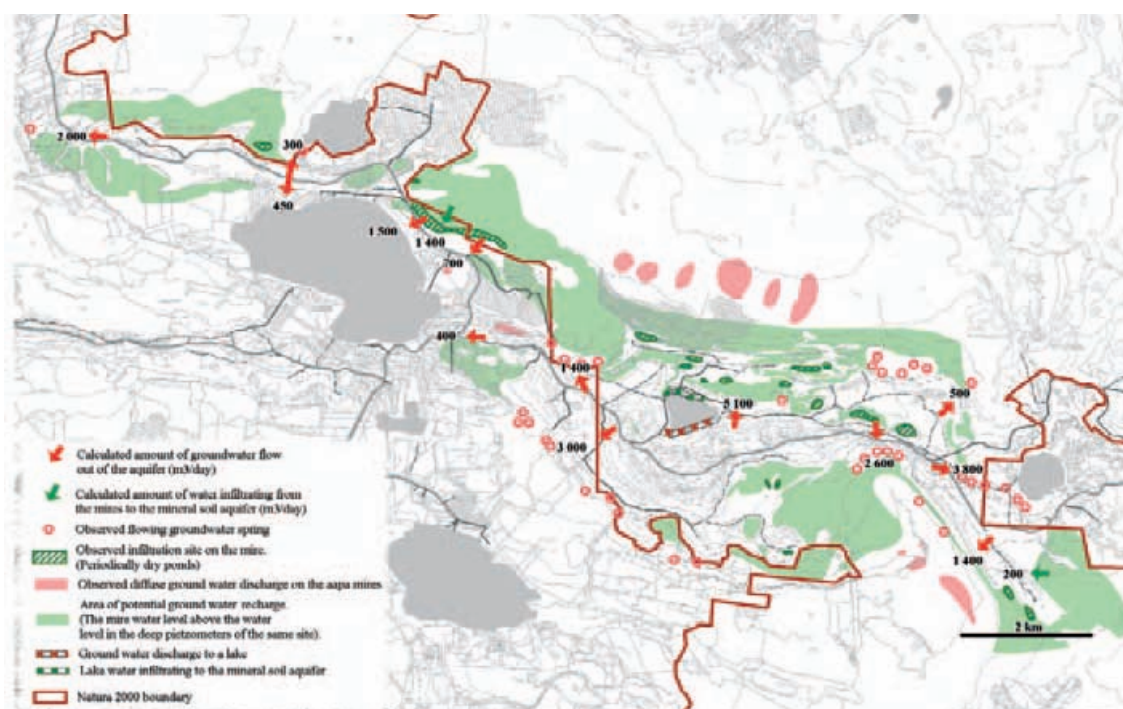 300
2 000
450
1 500
1 400
700
400
1 400
500
5 100
3 000
2 600
3 800
1 400
200
2 km
Calculated amount of groundwater flow
out of the aquifer (m3/day)
Calculated amount of water infiltrating from
the mires to the mineral soil aquifer (m3/day)
Observed flowing groundwater spring
Observed infiltration site on the mire.
(Periodically dry ponds)
Observed diffuse ground water discharge on the aapa mires
Area of potential ground water recharge.
(The mire water level above the water
level in the deep pietzometers of the same site).
Ground water discharge to a lake
Lake water infiltrating to the mineral soil aquifer
Natura 2000 boundary